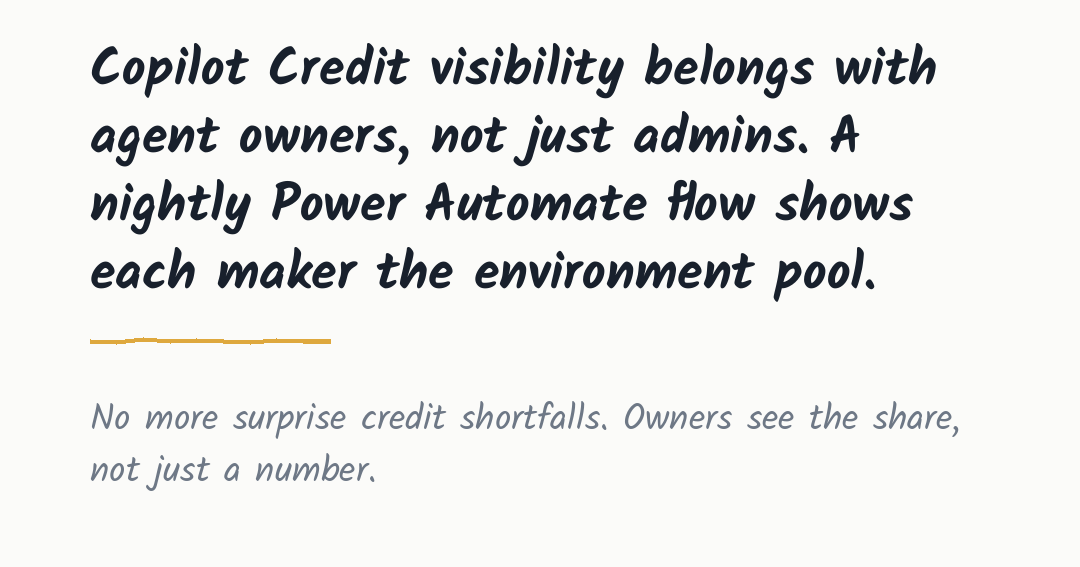 Copilot Credit visibility belongs with
agent owners, not just admins. A
nightly Power Automate flow shows
each maker the environment pool.
No more surprise credit shortfalls. Owners see the share,
not just a number.